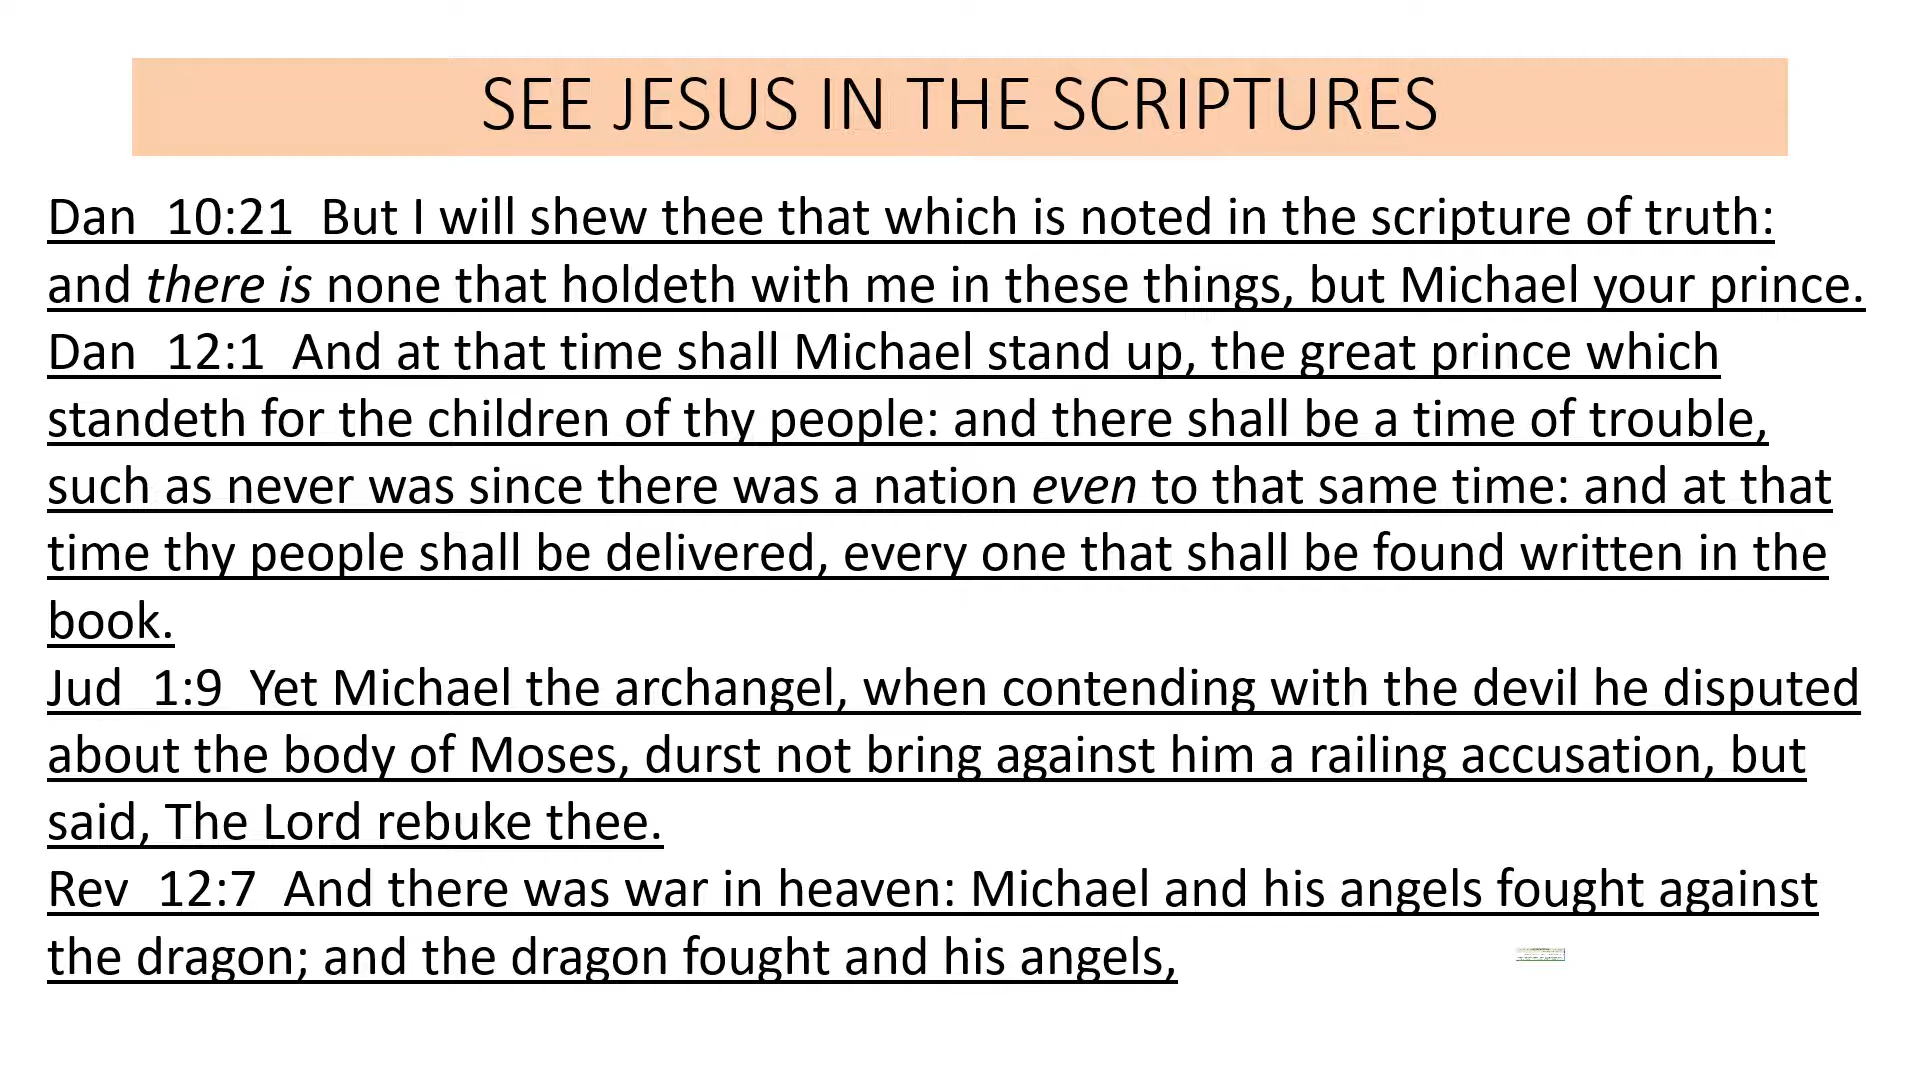 SEE JESUS IN THE SCRIPTURES
Dan  10:21  But I will shew thee that which is noted in the scripture of truth:
and there is none that holdeth with me in these things, but Michael your prince.
Dan  12:1  And at that time shall Michael stand up, the great prince which
standeth for the children of thy people: and there shall be a time of trouble,
such as never was since there was a nation even to that same time: and at that
time thy people shall be delivered, every one that shall be found written in the
book.
Jud  1:9  Yet Michael the archangel, when contending with the devil he disputed
about the body of Moses, durst not bring against him a railing accusation, but
said, The Lord rebuke thee.
Rev  12:7  And there was war in heaven: Michael and his angels fought against
the dragon; and the dragon fought and his angels,